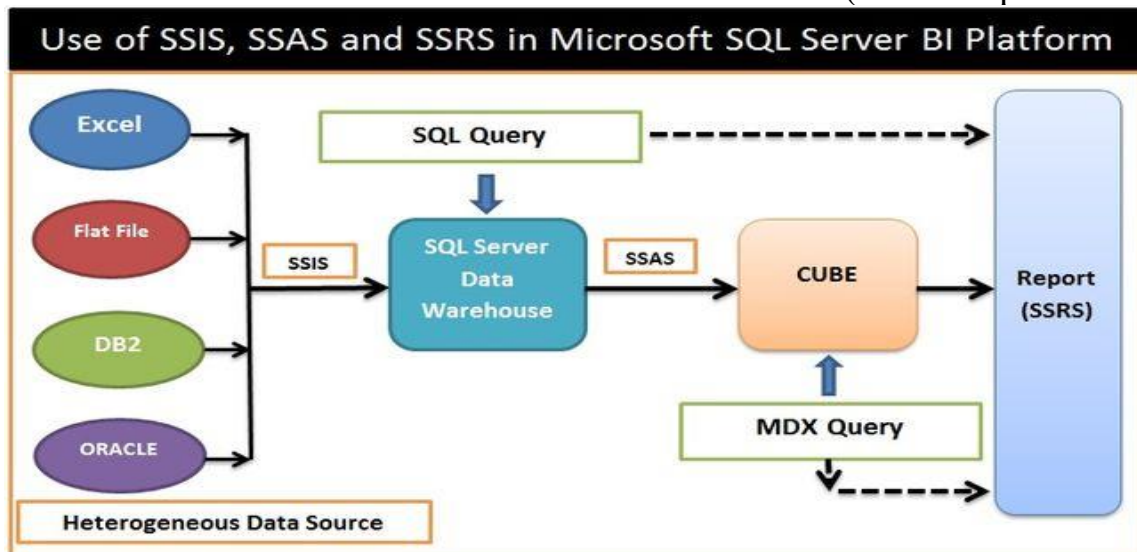 Use of SSIS, SSAS and SSRS in Microsoft SQL Server BI Platform
Excel
Flat File
DB2
ORACLE
Heterogeneous Data Source
SSIS
SQL Query
SQL Server
Data
Warehouse
SSAS
CUBE
MDX Query
Report
(SSRS)